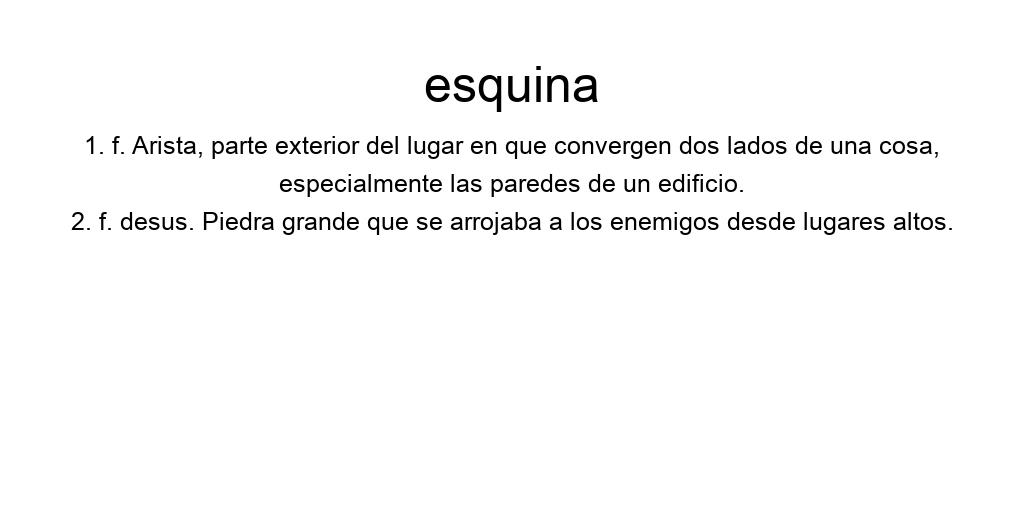 esquina
1. f. Arista, parte exterior del lugar en que convergen dos lados de una cosa,
especialmente las paredes de un edificio.
2. f. desus. Piedra grande que se arrojaba a los enemigos desde lugares altos.